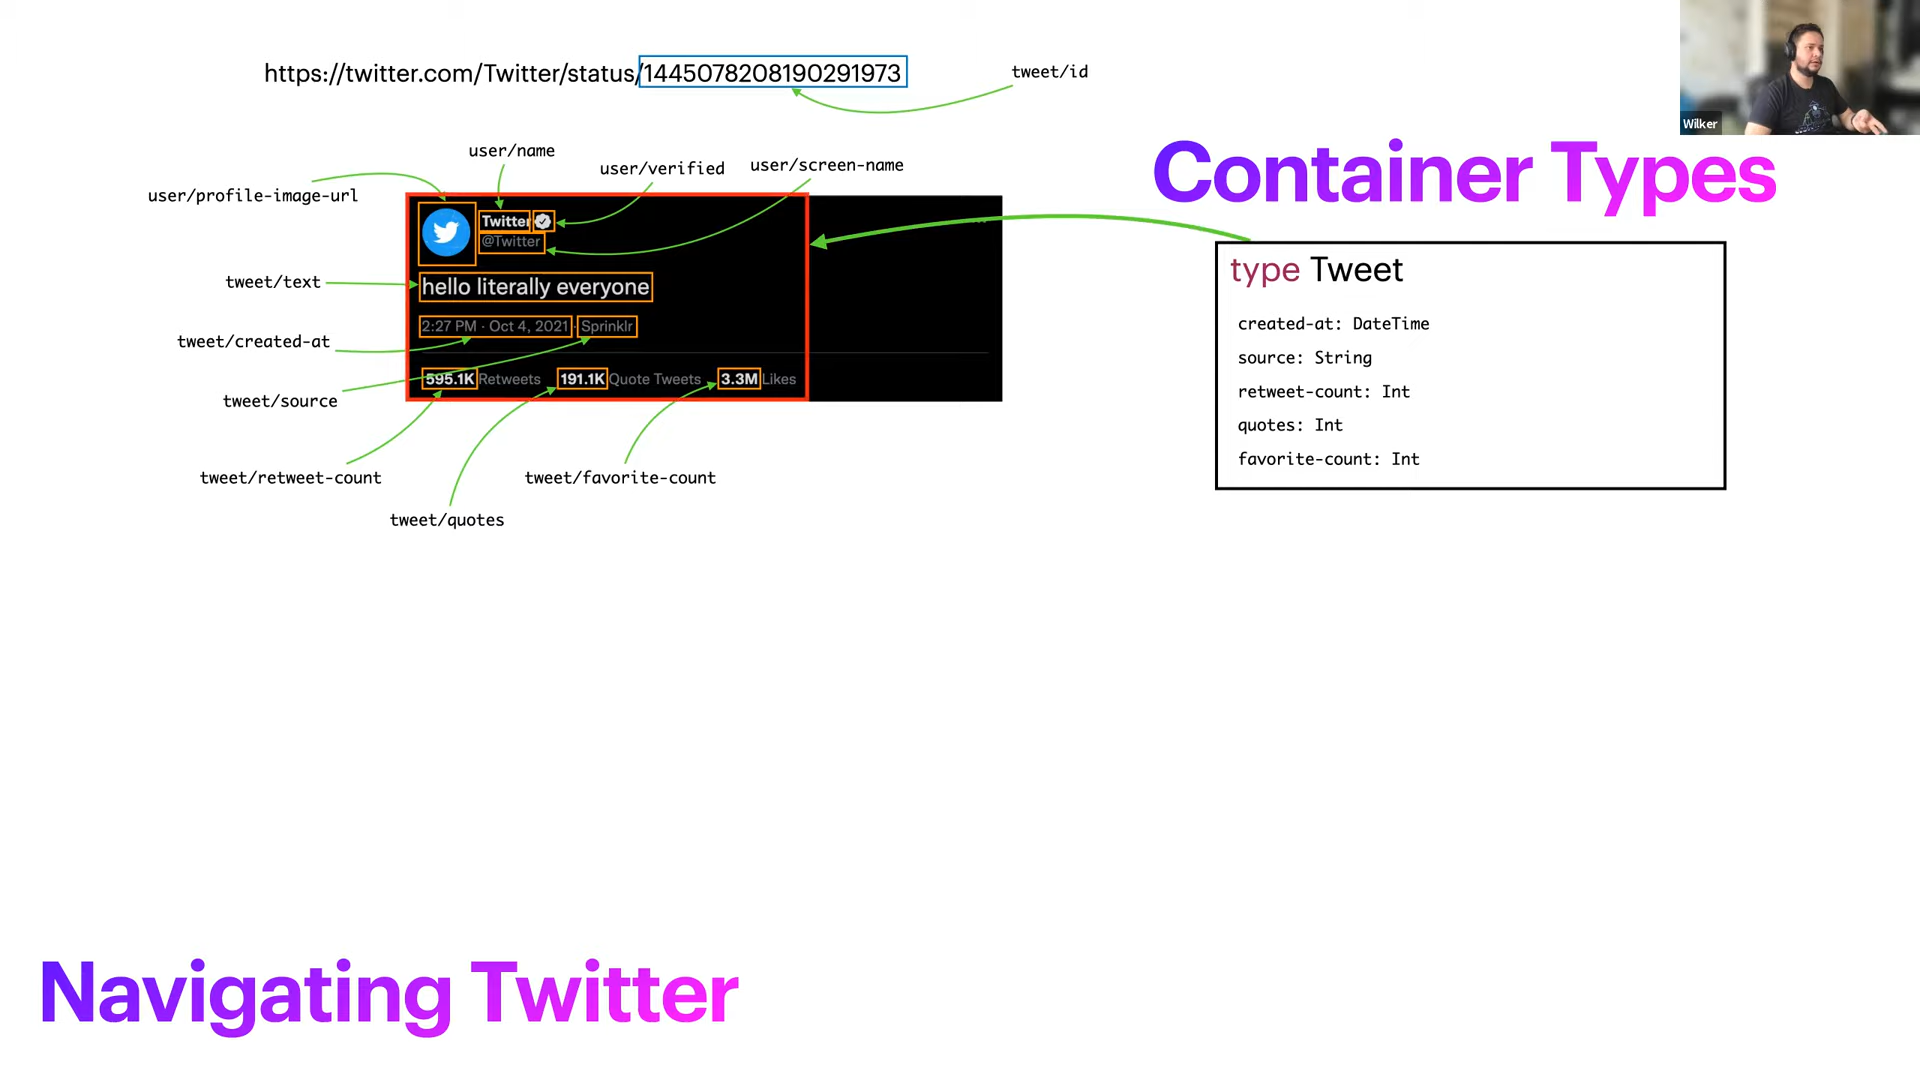 https://twitter.com/Twitter/status/1445078208190291973
tweet/id
Wilker
user/name
user/verified
user/screen-name
user/profile-image-url
Container Types
Twitter
@Twitter
tweet/text
hello literally everyone
2:27 PM · Oct 4, 2021 · Sprinklr
tweet/created-at
595.1K Retweets 191.1K Quote Tweets 3.3M Likes
tweet/source
tweet/retweet-count
tweet/favorite-count
tweet/quotes
type Tweet
created-at: DateTime
source: String
retweet-count: Int
quotes: Int
favorite-count: Int
Navigating Twitter